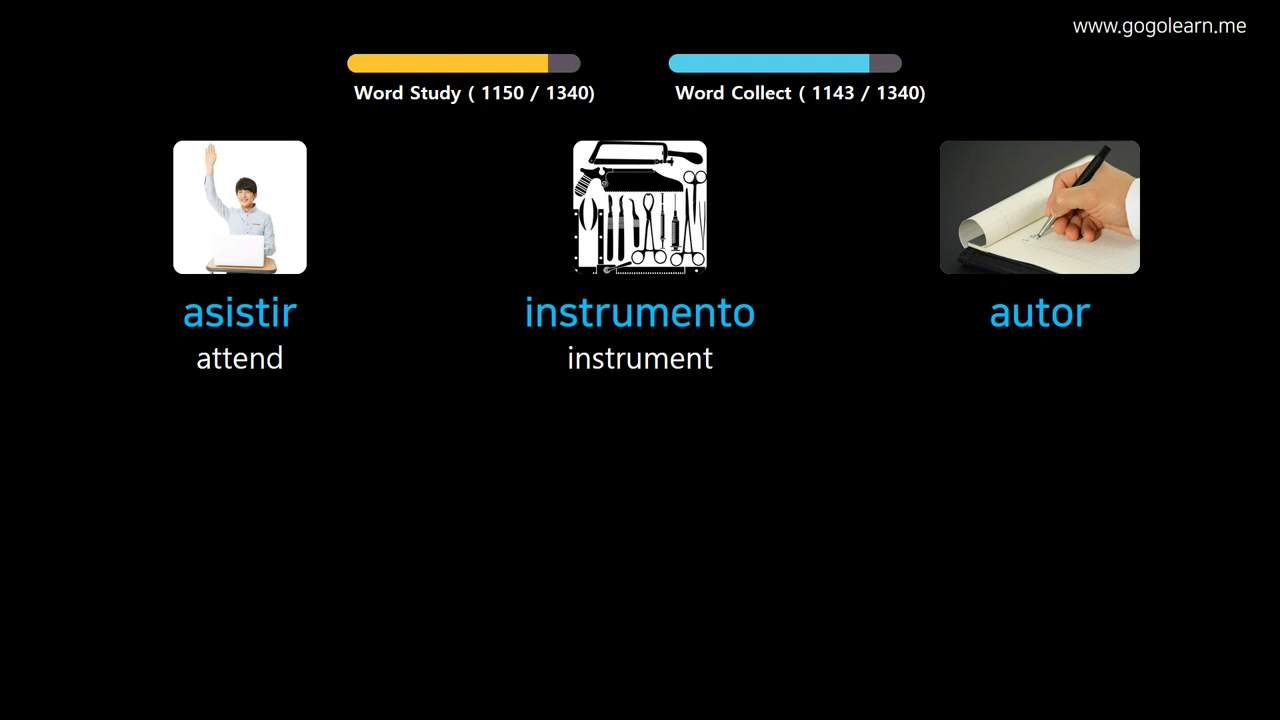 www.gogolearn.me
Word Study ( 1150 / 1340)
Word Collect ( 1143 / 1340)
asistir
instrumento
autor
attend
instrument